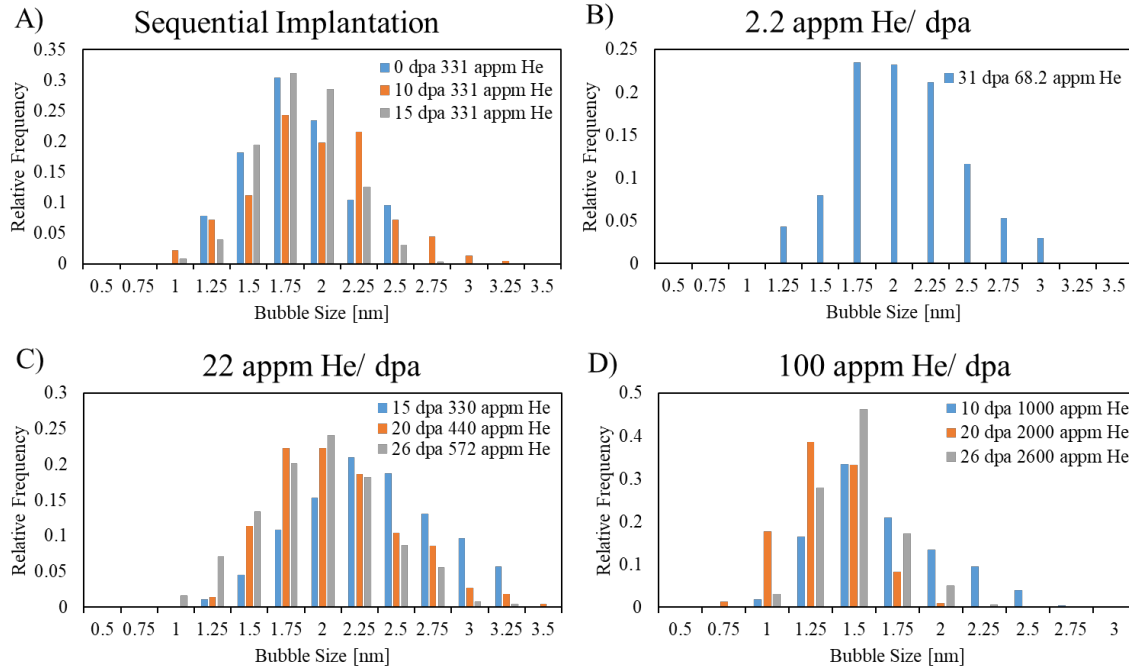 A)
Sequential Implantation
0.35
0.3
0.25
0.2
0.15
0.1
0.05
0
Relative Frequency
0 dpa 331 appm He
10 dpa 331 appm He
15 dpa 331 appm He
0.5 0.75 1 1.25 1.5 1.75 2 2.25 2.5 2.75 3 3.25 3.5
Bubble Size [nm]
B)
2.2 appm He/ dpa
0.25
0.2
0.15
0.1
0.05
0
Relative Frequency
31 dpa 68.2 appm He
0.5 0.75 1 1.25 1.5 1.75 2 2.25 2.5 2.75 3 3.25 3.5
Bubble Size [nm]
C)
22 appm He/ dpa
0.3
0.25
0.2
0.15
0.1
0.05
0
Relative Frequency
15 dpa 330 appm He
20 dpa 440 appm He
26 dpa 572 appm He
0.5 0.75 1 1.25 1.5 1.75 2 2.25 2.5 2.75 3 3.25 3.5
Bubble Size [nm]
D)
100 appm He/ dpa
0.5
0.4
0.3
0.2
0.1
0
Relative Frequency
10 dpa 1000 appm He
20 dpa 2000 appm He
26 dpa 2600 appm He
0.5 0.75 1 1.25 1.5 1.75 2 2.25 2.5 2.75 3
Bubble Size [nm]